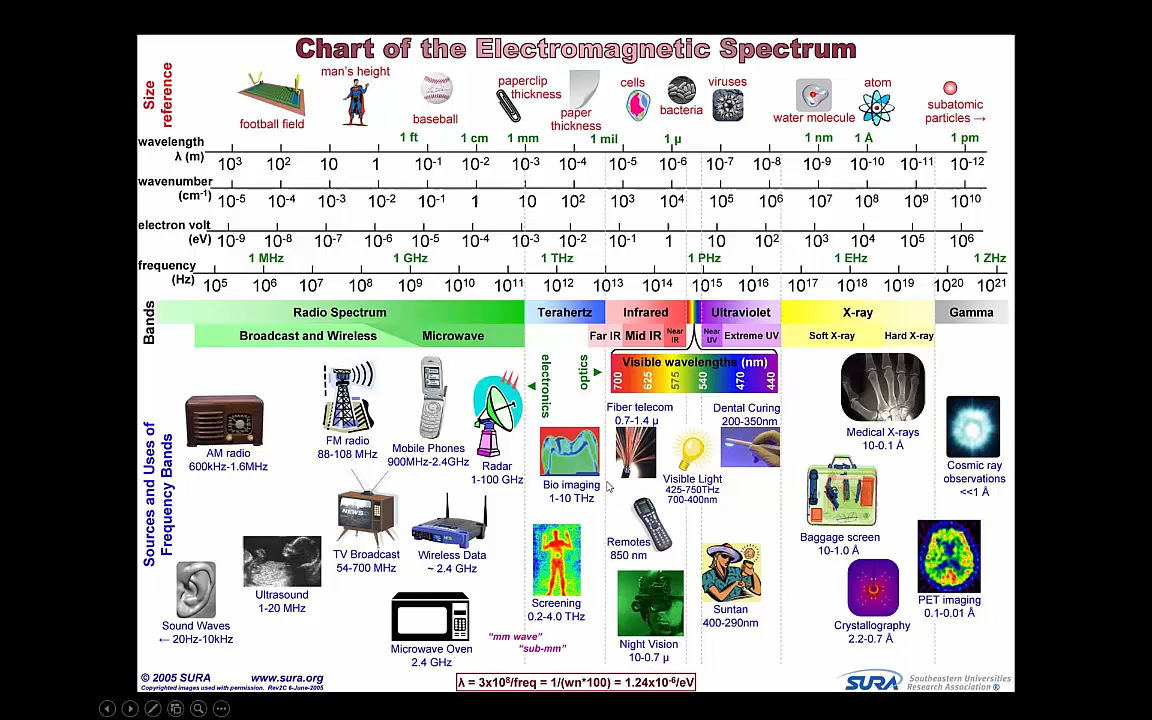 Chart of the Electromagnetic Spectrum
Size reference
football field
man's height
baseball
paperclip thickness
paper thickness
cells
bacteria
viruses
water molecule
atom
subatomic particles →
wavelength λ (m)
1 ft 1 cm 1 mm 1 mil 1 µ 1 nm 1 Å 1 pm
10³ 10² 10 1 10⁻¹ 10⁻² 10⁻³ 10⁻⁴ 10⁻⁵ 10⁻⁶ 10⁻⁷ 10⁻⁸ 10⁻⁹ 10⁻¹⁰ 10⁻¹¹ 10⁻¹²
wavenumber (cm⁻¹)
10⁻⁵ 10⁻⁴ 10⁻³ 10⁻² 10⁻¹ 1 10 10² 10³ 10⁴ 10⁵ 10⁶ 10⁷ 10⁸ 10⁹ 10¹⁰
electron volt (eV)
10⁻⁹ 10⁻⁸ 10⁻⁷ 10⁻⁶ 10⁻⁵ 10⁻⁴ 10⁻³ 10⁻² 10⁻¹ 1 10 10² 10³ 10⁴ 10⁵ 10⁶
1 MHz 1 GHz 1 THz 1 PHz 1 EHz 1 ZHz
frequency (Hz)
10⁵ 10⁶ 10⁷ 10⁸ 10⁹ 10¹⁰ 10¹¹ 10¹² 10¹³ 10¹⁴ 10¹⁵ 10¹⁶ 10¹⁷ 10¹⁸ 10¹⁹ 10²⁰ 10²¹
Bands
Radio Spectrum Terahertz Infrared Ultraviolet X-ray Gamma
Broadcast and Wireless Microwave Far IR Mid IR Near IR Near UV Extreme UV Soft X-ray Hard X-ray
electronics
optics
Visible wavelengths (nm)
700 625 575 540 470 440
Sources and Uses of Frequency Bands
AM radio
600kHz-1.6MHz
FM radio
88-108 MHz
Mobile Phones
900MHz-2.4GHz
Radar
1-100 GHz
Bio imaging
1-10 THz
Fiber telecom
0.7-1.4 µ
Visible Light
425-750THz
700-400nm
Dental Curing
200-350nm
Medical X-rays
10-0.1 Å
Cosmic ray observations
<<1 Å
Sound Waves
← 20Hz-10kHz
Ultrasound
1-20 MHz
NEWS
TV Broadcast
54-700 MHz
Wireless Data
~ 2.4 GHz
Microwave Oven
2.4 GHz
Screening
0.2-4.0 THz
"mm wave"
"sub-mm"
Remotes
850 nm
Night Vision
10-0.7 µ
Suntan
400-290nm
Baggage screen
10-1.0 Å
Crystallography
2.2-0.7 Å
PET imaging
0.1-0.01 Å
© 2005 SURA www.sura.org
Copyrighted images used with permission. Rev2C 6-June-2005
λ = 3x10⁸/freq = 1/(wn*100) = 1.24x10⁻⁶/eV
SURA Southeastern Universities
Research Association ®